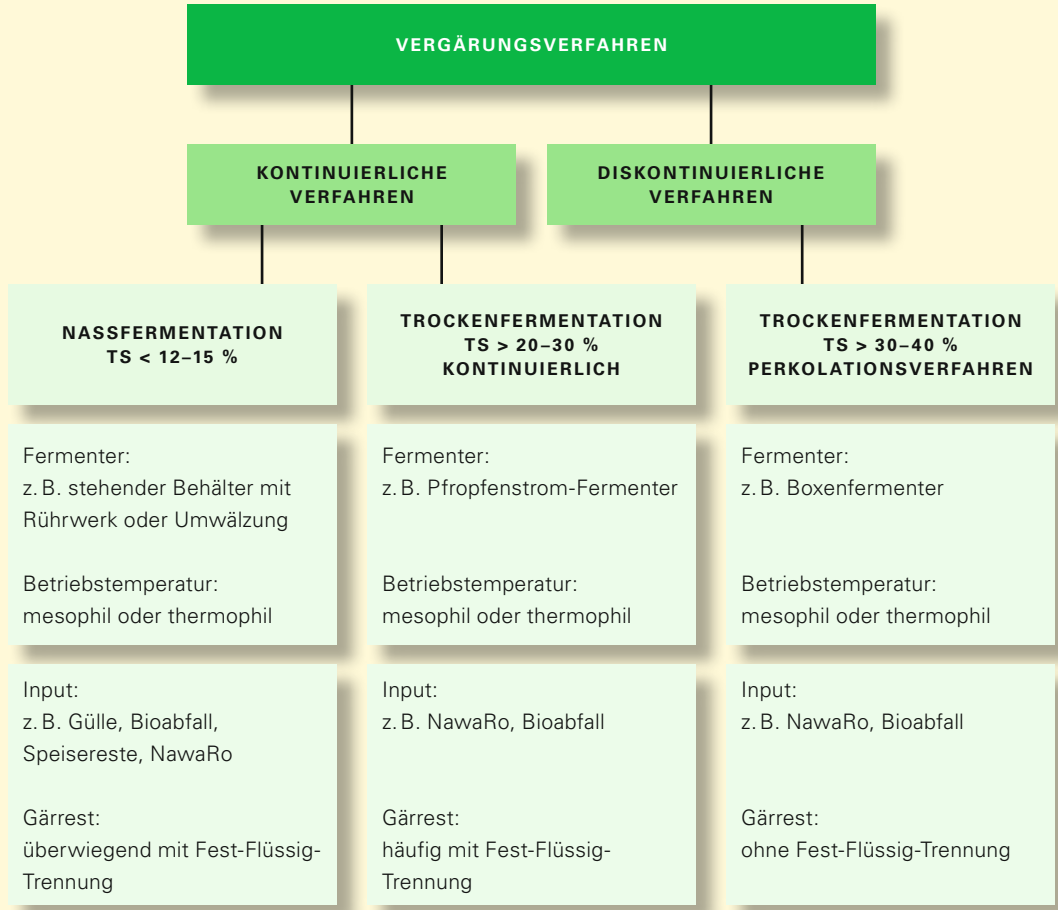 VERGÄRUNGSVERFAHREN
KONTINUIERLICHE
VERFAHREN
DISKONTINUIERLICHE
VERFAHREN
NASSFERMENTATION
TS < 12–15 %
TROCKENFERMENTATION
TS > 20–30 %
KONTINUIERLICH
TROCKENFERMENTATION
TS > 30–40 %
PERKOLATIONSVERFAHREN
Fermenter:
z. B. stehender Behälter mit
Rührwerk oder Umwälzung
Betriebstemperatur:
mesophil oder thermophil
Fermenter:
z. B. Pfropfenstrom-Fermenter
Betriebstemperatur:
mesophil oder thermophil
Fermenter:
z. B. Boxenfermenter
Betriebstemperatur:
mesophil oder thermophil
Input:
z. B. Gülle, Bioabfall,
Speisereste, NawaRo
Gärrest:
überwiegend mit Fest-Flüssig-
Trennung
Input:
z. B. NawaRo, Bioabfall
Gärrest:
häufig mit Fest-Flüssig-
Trennung
Input:
z. B. NawaRo, Bioabfall
Gärrest:
ohne Fest-Flüssig-Trennung